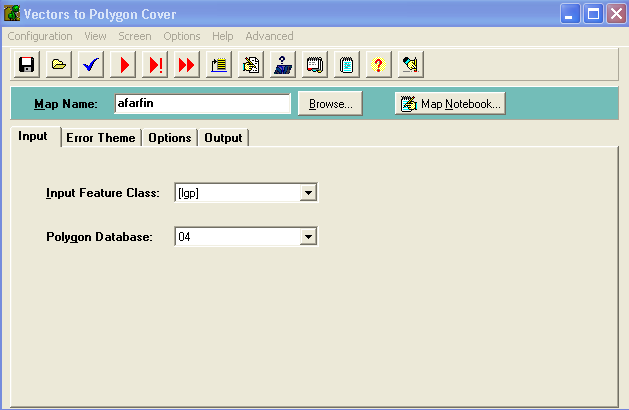 Vectors to Polygon Cover
Configuration View Screen Options Help Advanced
Map Name: afarfin Browse... Map Notebook...
Input Error Theme Options Output
Input Feature Class: [lgp]
Polygon Database: 04